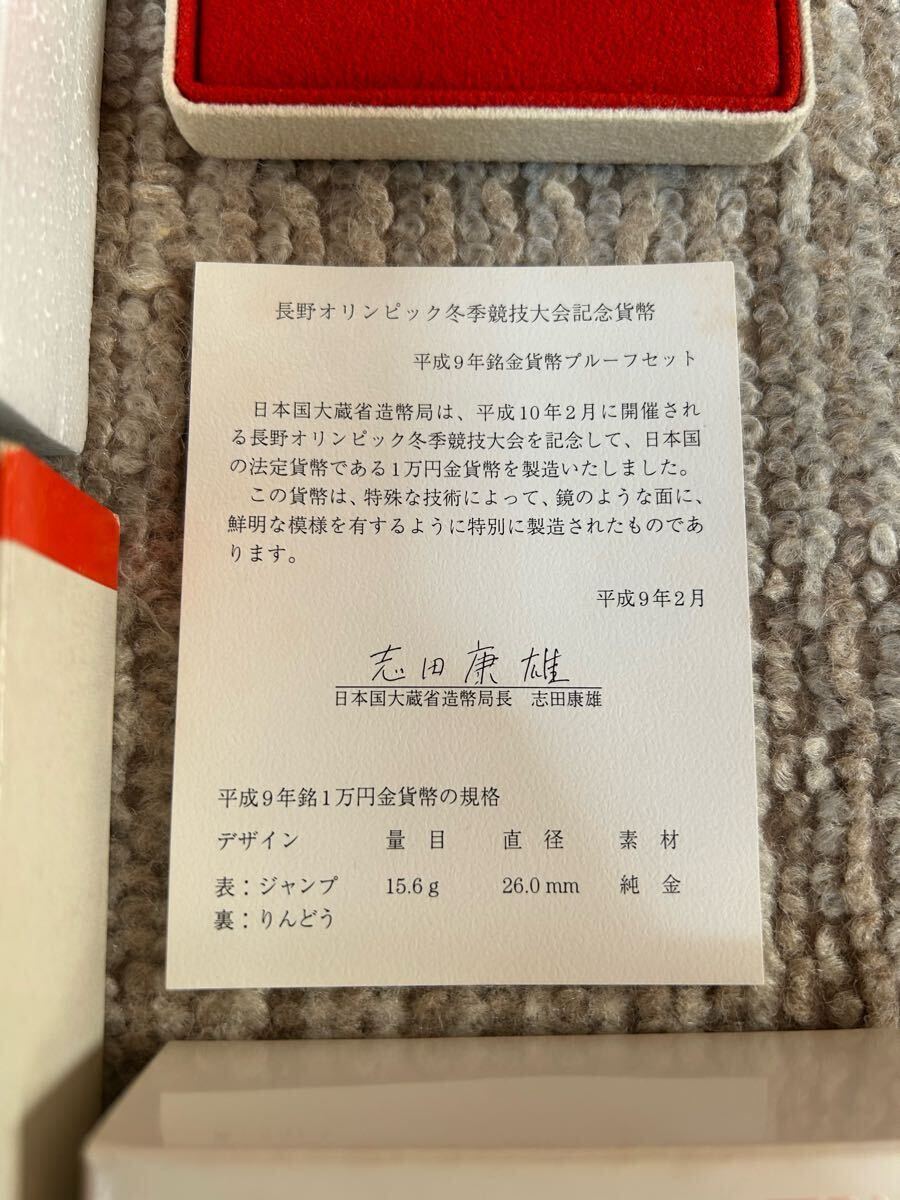 長野オリンピック冬季競技大会記念貨幣
平成9年銘金貨幣プルーフセット
日本国大蔵省造幣局は、平成10年2月に開催され
る長野オリンピック冬季競技大会を記念して、日本国
の法定貨幣である1万円金貨幣を製造いたしました。
この貨幣は、特殊な技術によって、鏡のような面に、
鮮明な模様を有するように特別に製造されたものであ
ります。
平成9年2月
志田康雄
日本国大蔵省造幣局長　志田康雄
平成9年銘1万円金貨幣の規格
デザイン　量　目　直　径　素　材
表：ジャンプ　15.6g　26.0mm　純　金
裏：りんどう